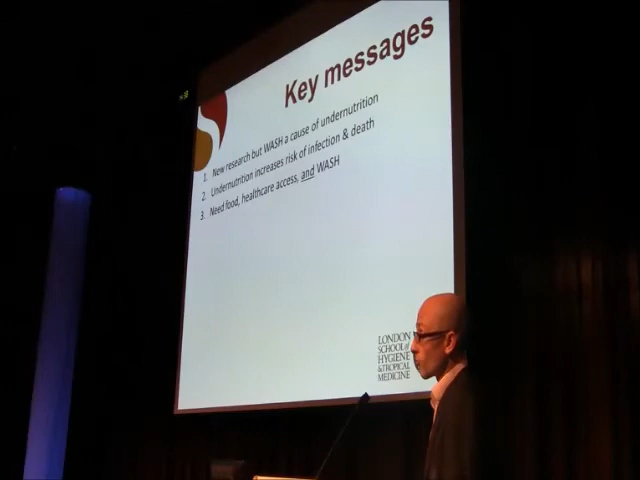 Key messages
1. New research but WASH a cause of undernutrition
2. Undernutrition increases risk of infection & death
3. Need food, healthcare access, and WASH
LONDON
SCHOOL of
HYGIENE
& TROPICAL
MEDICINE